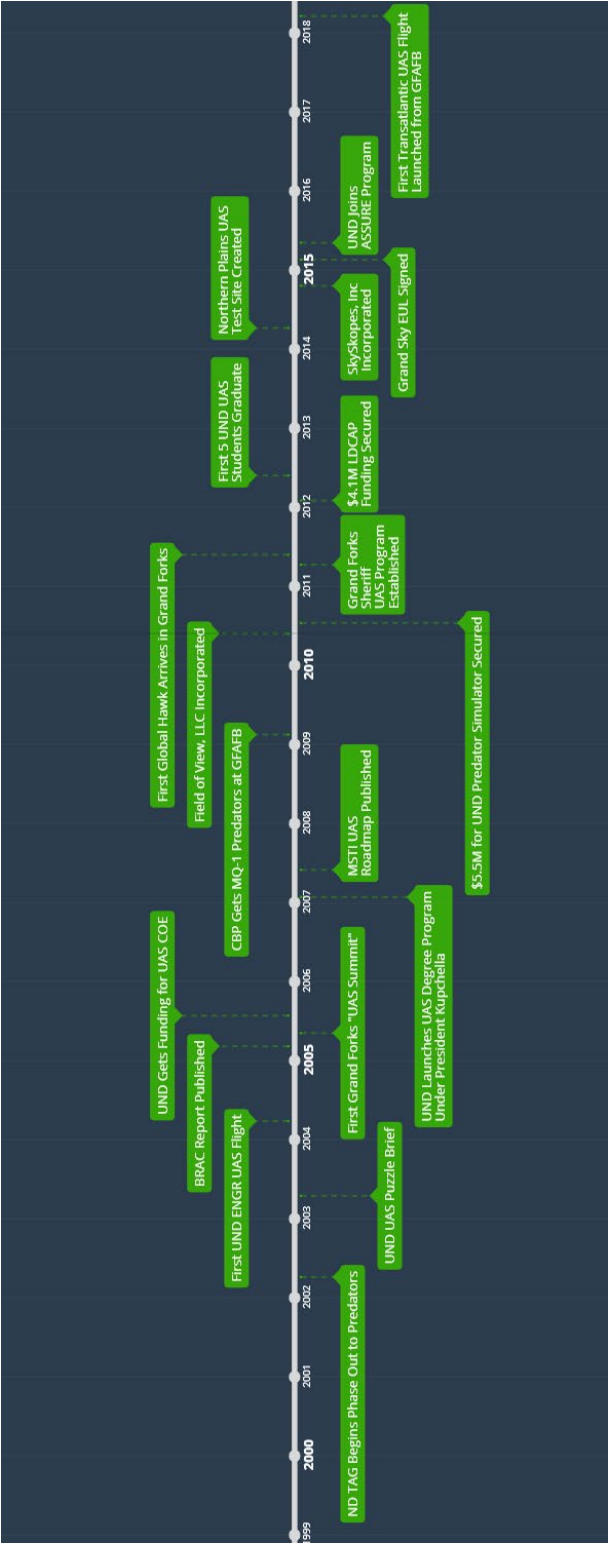 UND Gets Funding for UAS COE
First Global Hawk Arrives in Grand Forks
BRAC Report Published
Field of View, LLC Incorporated
First UND ENGR UAS Flight
CBP Gets MQ-1 Predators at GFAFB
First 5 UND UAS
Students Graduate
Northern Plains UAS
Test Site Created
1999
2000
2001
2002
2003
2004
2005
2006
2007
2008
2009
2010
2011
2012
2013
2014
2015
2016
2017
2018
ND TAG Begins Phase Out to Predators
First Grand Forks "UAS Summit"
MSTI UAS
Roadmap Published
Grand Forks
Sheriff
UAS Program
Established
$4.1M LDCAP
Funding Secured
SkySkopes, Inc
Incorporated
UND Joins
ASSURE Program
UND UAS Puzzle Brief
Grand Sky EUL Signed
First Transatlantic UAS Flight
Launched from GFAFB
UND Launches UAS Degree Program
Under President Kupchella
$5.5M for UND Predator Simulator Secured